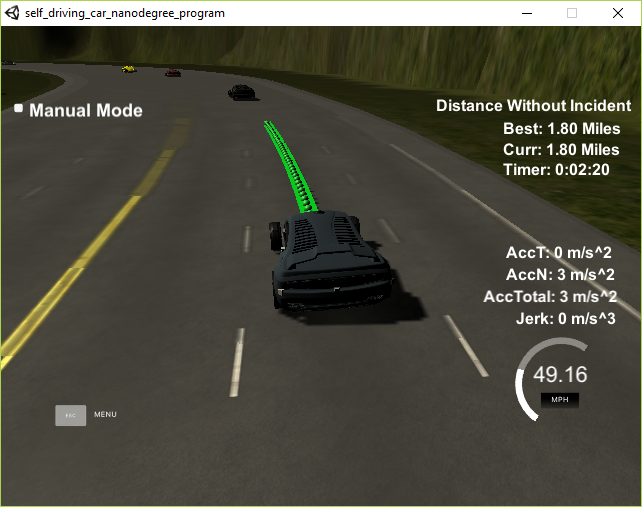 self_driving_car_nanodegree_program
Manual Mode
Distance Without Incident
Best: 1.80 Miles
Curr: 1.80 Miles
Timer: 0:02:20
AccT: 0 m/s^2
AccN: 3 m/s^2
AccTotal: 3 m/s^2
Jerk: 0 m/s^3
49.16
MPH
ESC MENU